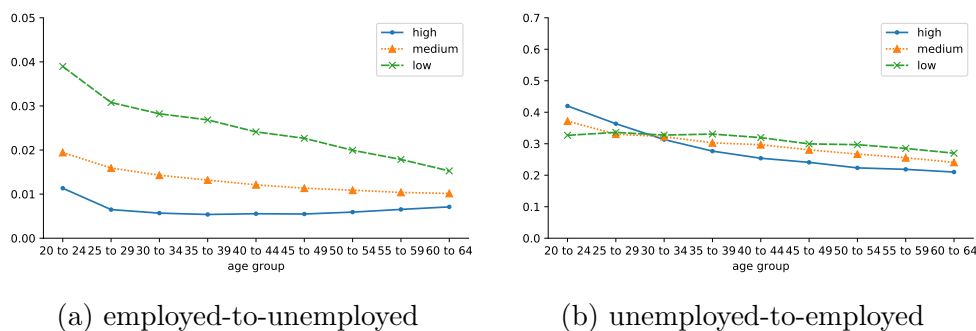 0.05
0.04
0.03
0.02
0.01
0.00
high
medium
low
20 to 24 25 to 29 30 to 34 35 to 39 40 to 44 45 to 49 50 to 54 55 to 59 60 to 64
age group
(a) employed-to-unemployed
0.7
0.6
0.5
0.4
0.3
0.2
0.1
0.0
high
medium
low
20 to 24 25 to 29 30 to 34 35 to 39 40 to 44 45 to 49 50 to 54 55 to 59 60 to 64
age group
(b) unemployed-to-employed